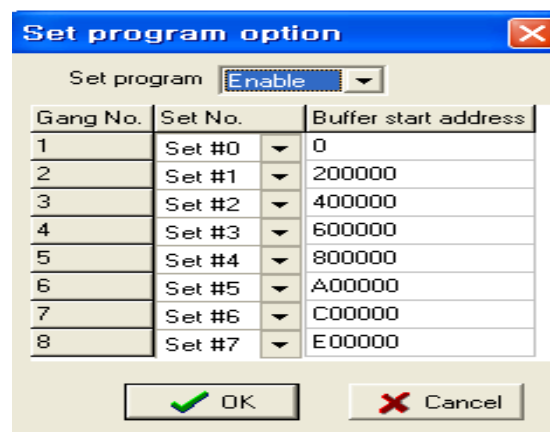 Set program option
Set program Enable
Gang No. Set No. Buffer start address
1 Set #0 0
2 Set #1 200000
3 Set #2 400000
4 Set #3 600000
5 Set #4 800000
6 Set #5 A00000
7 Set #6 C00000
8 Set #7 E00000
OK Cancel